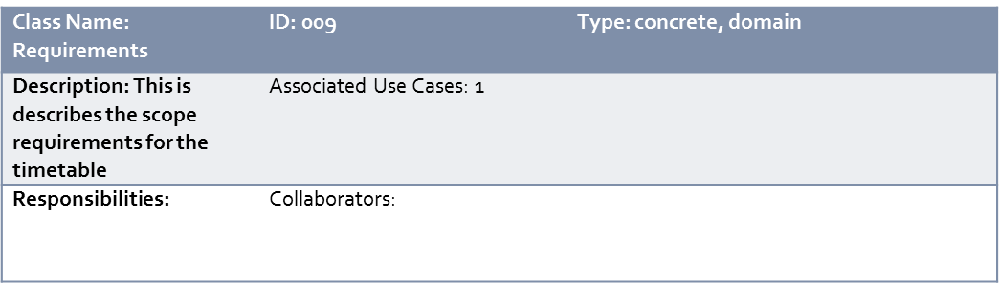 Class Name: ID: 009 Type: concrete, domain
Requirements
Description: This is Associated Use Cases: 1
describes the scope
requirements for the
timetable
Responsibilities: Collaborators: